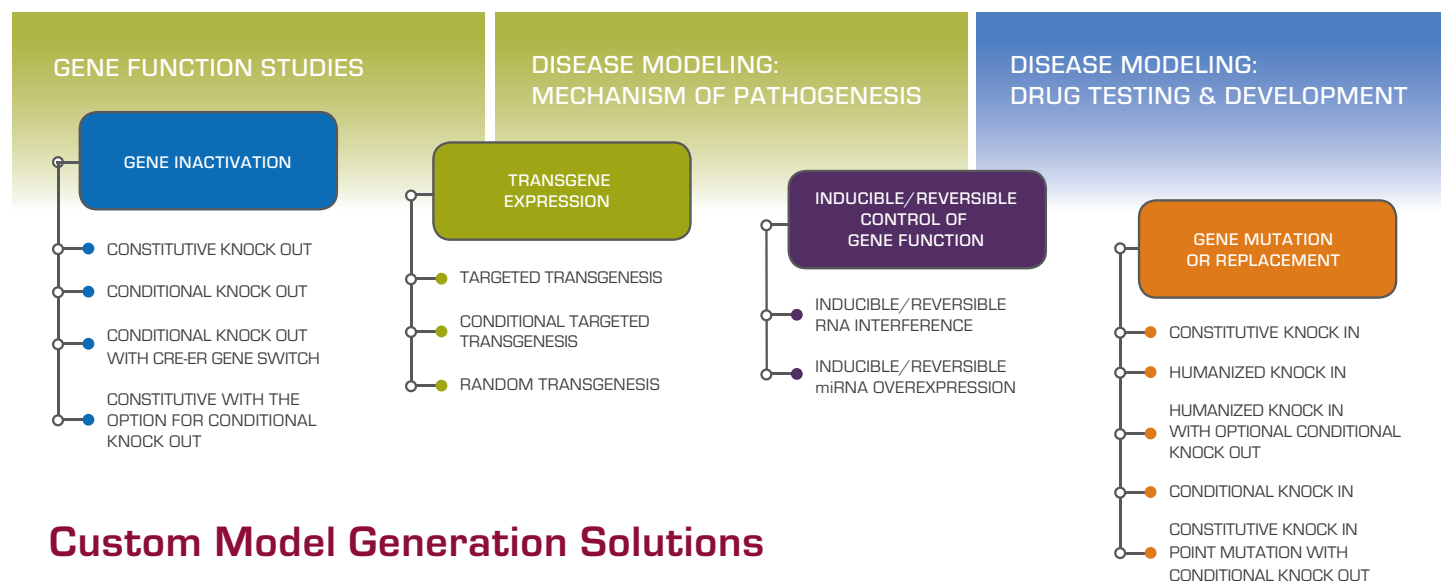 GENE FUNCTION STUDIES
DISEASE MODELING:
MECHANISM OF PATHOGENESIS
DISEASE MODELING:
DRUG TESTING & DEVELOPMENT
GENE INACTIVATION
CONSTITUTIVE KNOCK OUT
CONDITIONAL KNOCK OUT
CONDITIONAL KNOCK OUT
WITH CRE-ER GENE SWITCH
CONSTITUTIVE WITH THE
OPTION FOR CONDITIONAL
KNOCK OUT
TRANSGENE
EXPRESSION
TARGETED TRANSGENESIS
CONDITIONAL TARGETED
TRANSGENESIS
RANDOM TRANSGENESIS
INDUCIBLE/REVERSIBLE
CONTROL OF
GENE FUNCTION
INDUCIBLE/REVERSIBLE
RNA INTERFERENCE
INDUCIBLE/REVERSIBLE
miRNA OVEREXPRESSION
GENE MUTATION
OR REPLACEMENT
CONSTITUTIVE KNOCK IN
HUMANIZED KNOCK IN
HUMANIZED KNOCK IN
WITH OPTIONAL CONDITIONAL
KNOCK OUT
CONDITIONAL KNOCK IN
CONSTITUTIVE KNOCK IN
POINT MUTATION WITH
CONDITIONAL KNOCK OUT
Custom Model Generation Solutions